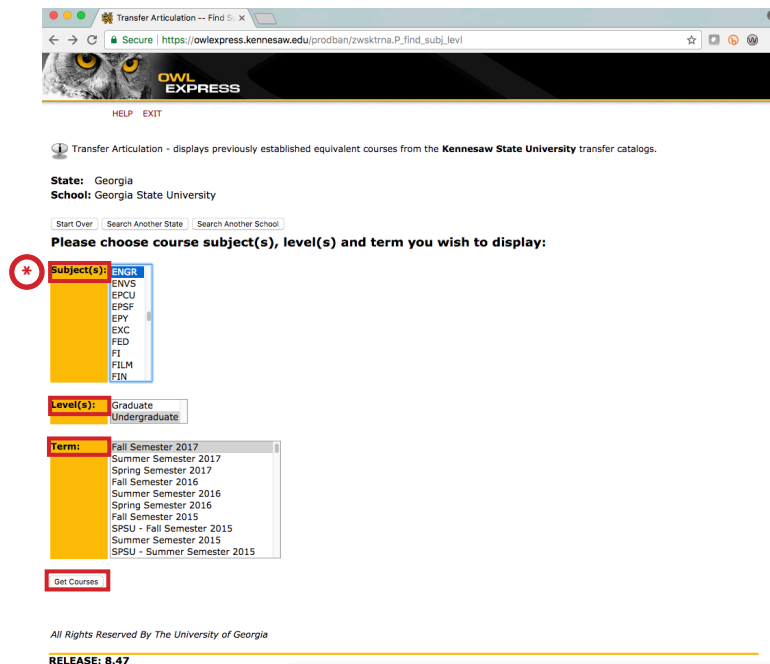 Transfer Articulation -- Find Su
Secure | https://owlexpress.kennesaw.edu/prodban/zwsktrna.P_find_subj_levl
OWL
EXPRESS
HELP EXIT
Transfer Articulation - displays previously established equivalent courses from the Kennesaw State University transfer catalogs.
State: Georgia
School: Georgia State University
Start Over Search Another State Search Another School
Please choose course subject(s), level(s) and term you wish to display:
* Subject(s): ENGR
ENVS
EPCU
EPSF
EPY
EXC
FED
FI
FILM
FIN
Level(s): Graduate
Undergraduate
Term: Fall Semester 2017
Summer Semester 2017
Spring Semester 2017
Fall Semester 2016
Summer Semester 2016
Spring Semester 2016
Fall Semester 2015
SPSU - Fall Semester 2015
Summer Semester 2015
SPSU - Summer Semester 2015
Get Courses
All Rights Reserved By The University of Georgia
RELEASE: 8.47